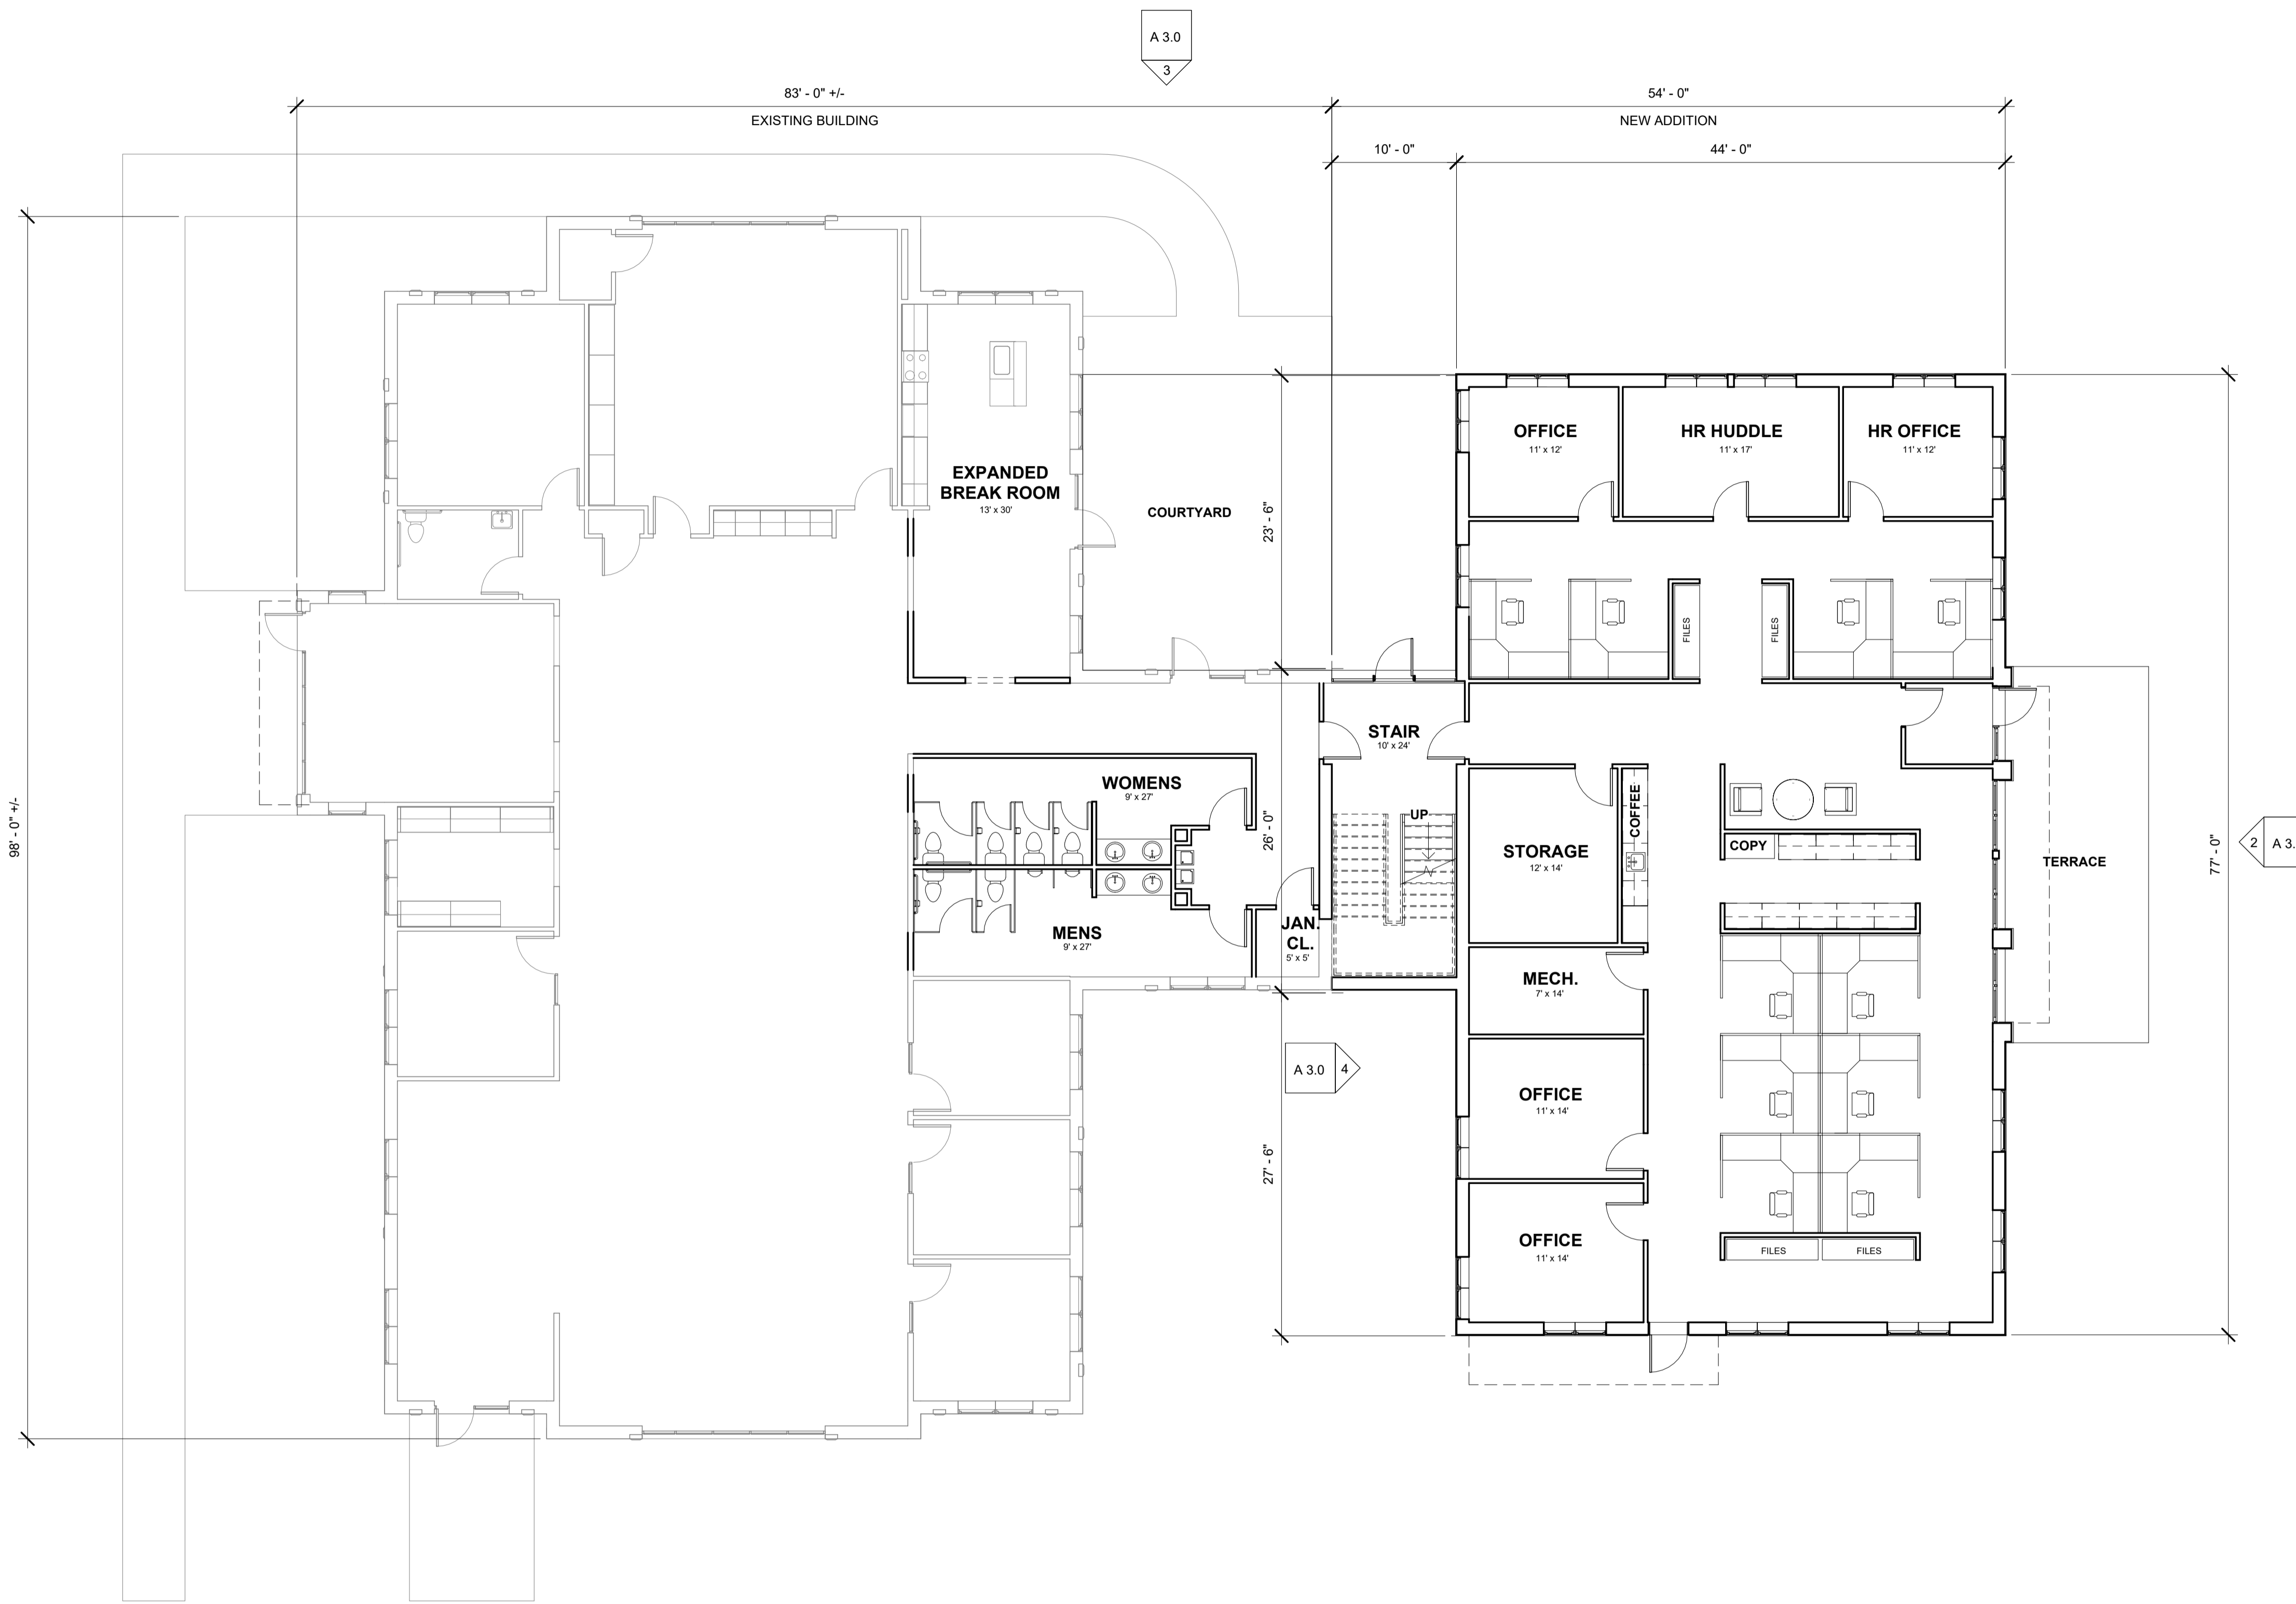 A 3.0
3
83' - 0" +/-
54' - 0"
EXISTING BUILDING
NEW ADDITION
10' - 0"
44' - 0"
OFFICE
11' x 12'
HR HUDDLE
11' x 17'
HR OFFICE
11' x 12'
EXPANDED
BREAK ROOM
13' x 30'
COURTYARD
23' - 6"
FILES
FILES
STAIR
10' x 24'
WOMENS
9' x 27'
UP
COFFEE
26' - 0"
98' - 0" +/-
STORAGE
12' x 14'
COPY
TERRACE
77' - 0"
2
A 3.
JAN.
CL.
5' x 5'
MENS
9' x 27'
MECH.
7' x 14'
A 3.0
4
OFFICE
11' x 14'
27' - 6"
OFFICE
11' x 14'
FILES
FILES